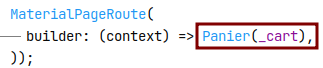 MaterialPageRoute(
builder: (context) => Panier(_cart),
));